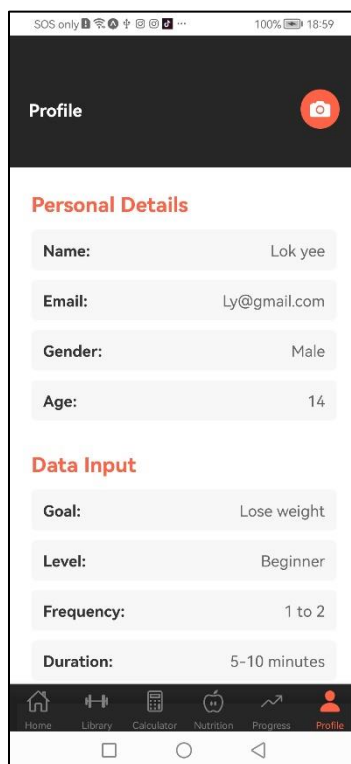 SOS only 100% 18:59
Profile
Personal Details
Name: Lok yee
Email: Ly@gmail.com
Gender: Male
Age: 14
Data Input
Goal: Lose weight
Level: Beginner
Frequency: 1 to 2
Duration: 5-10 minutes
Home Library Calculator Nutrition Progress Profile